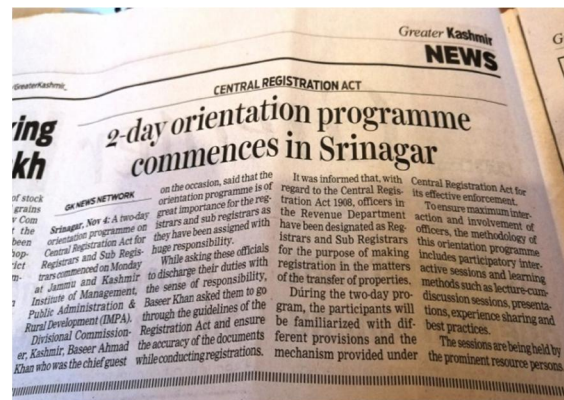 Greater Kashmir
NEWS
/GreaterKashmir_
CENTRAL REGISTRATION ACT
2-day orientation programme
commences in Srinagar
GK NEWS NETWORK
Srinagar, Nov 4: A two-day
orientation programme on
Central Registration Act for
Registrars and Sub Regis-
trars commenced on Monday
at Jammu and Kashmir
Institute of Management,
Public Administration &
Rural Development (IMPA).
Divisional Commission-
er, Kashmir, Baseer Ahmad
Khan who was the chief guest
on the occasion, said that the
orientation programme is of
great importance for the reg-
istrars and sub registrars as
they have been assigned with
huge responsibility.
While asking these officials
to discharge their duties with
the sense of responsibility,
Baseer Khan asked them to go
through the guidelines of the
Registration Act and ensure
the accuracy of the documents
while conducting registrations.
It was informed that, with
regard to the Central Regis-
tration Act 1908, officers in
the Revenue Department
have been designated as Reg-
istrars and Sub Registrars
for the purpose of making
registration in the matters
of the transfer of properties.
During the two-day pro-
gram, the participants will
be familiarized with dif-
ferent provisions and the
mechanism provided under
Central Registration Act for
its effective enforcement.
To ensure maximum inter-
action and involvement of
officers, the methodology of
this orientation programme
includes participatory inter-
active sessions and learning
methods such as lecture-cum-
discussion sessions, presenta-
tions, experience sharing and
best practices.
The sessions are being held by
the prominent resource persons.
ing
kh
of stock
grains
v Com
t the
been
hop-
rict
m-
G